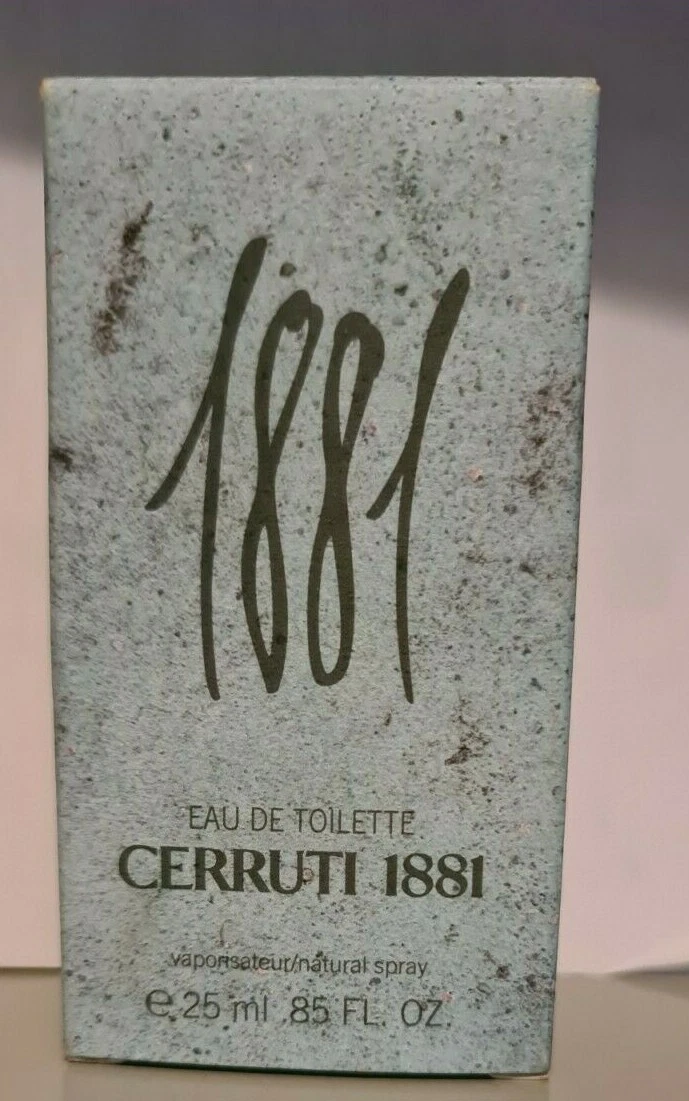 1881
EAU DE TOILETTE
CERRUTI 1881
vaporisateur/natural spray
e 25 ml .85 FL. OZ.